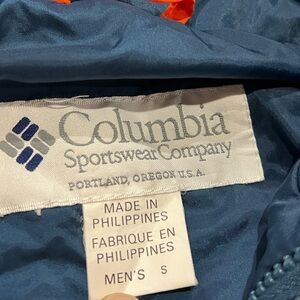 Columbia
Sportswear Company
PORTLAND, OREGON U.S.A.
MADE IN
PHILIPPINES
FABRIQUE EN
PHILIPPINES
MEN'S S